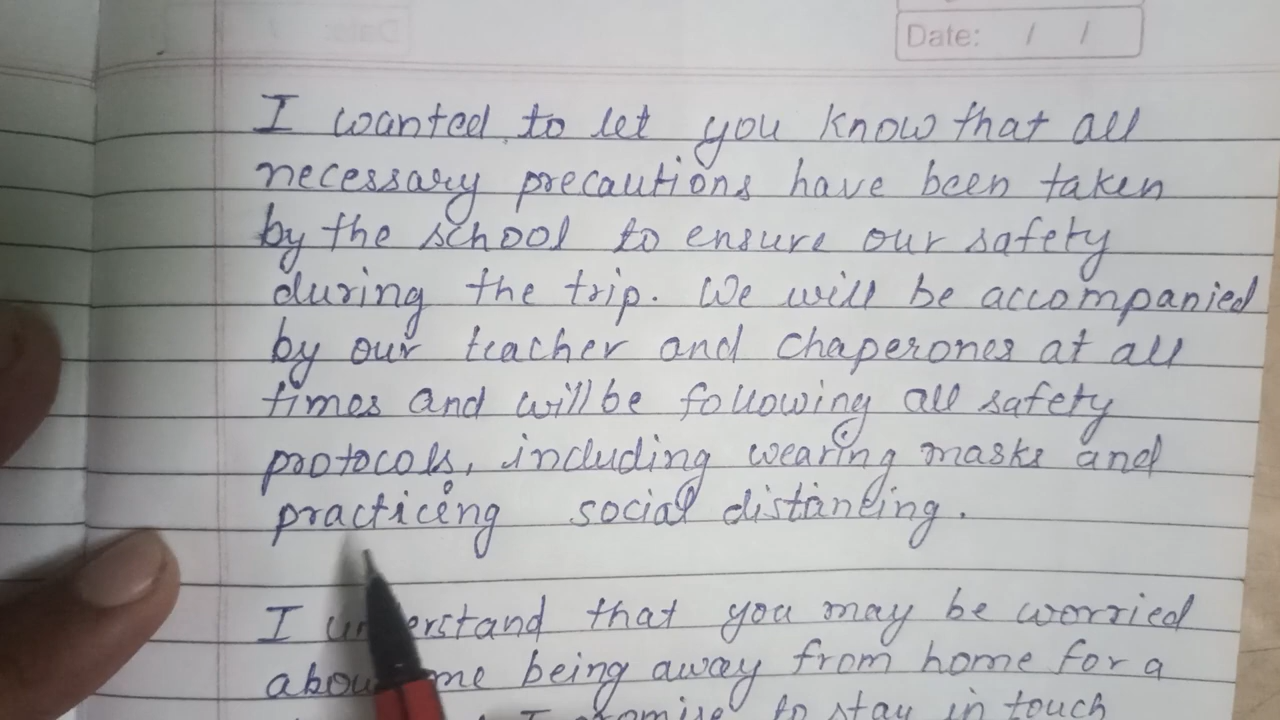 Date: / /
I wanted to let you know that all
necessary precautions have been taken
by the school to ensure our safety
during the trip. We will be accompanied
by our teacher and chaperones at all
times and will be following all safety
protocols, including wearing masks and
practicing social distancing.
I understand that you may be worried
about me being away from home for a
I promise to stay in touch